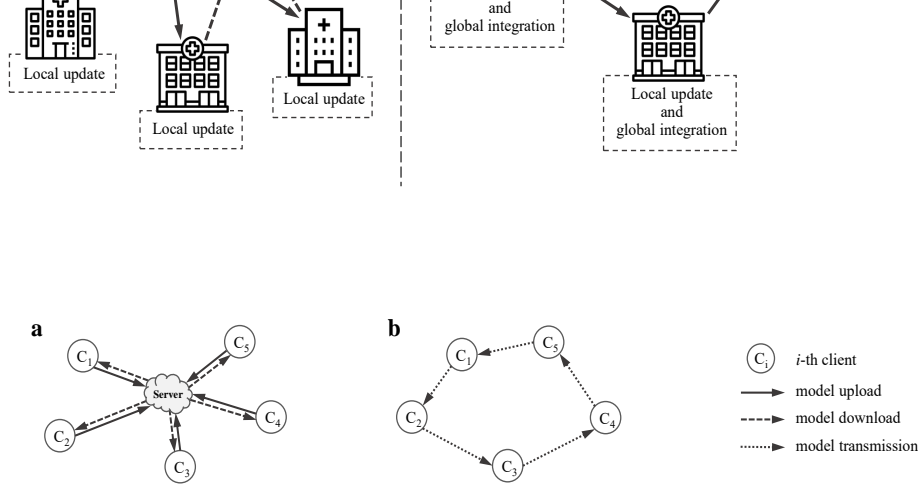 Local update
Local update
Local update
and
global integration
Local update
and
global integration
a
C1
C5
Server
C2
C4
C3
b
C1
C5
C2
C4
C3
Ci
i-th client
model upload
model download
model transmission